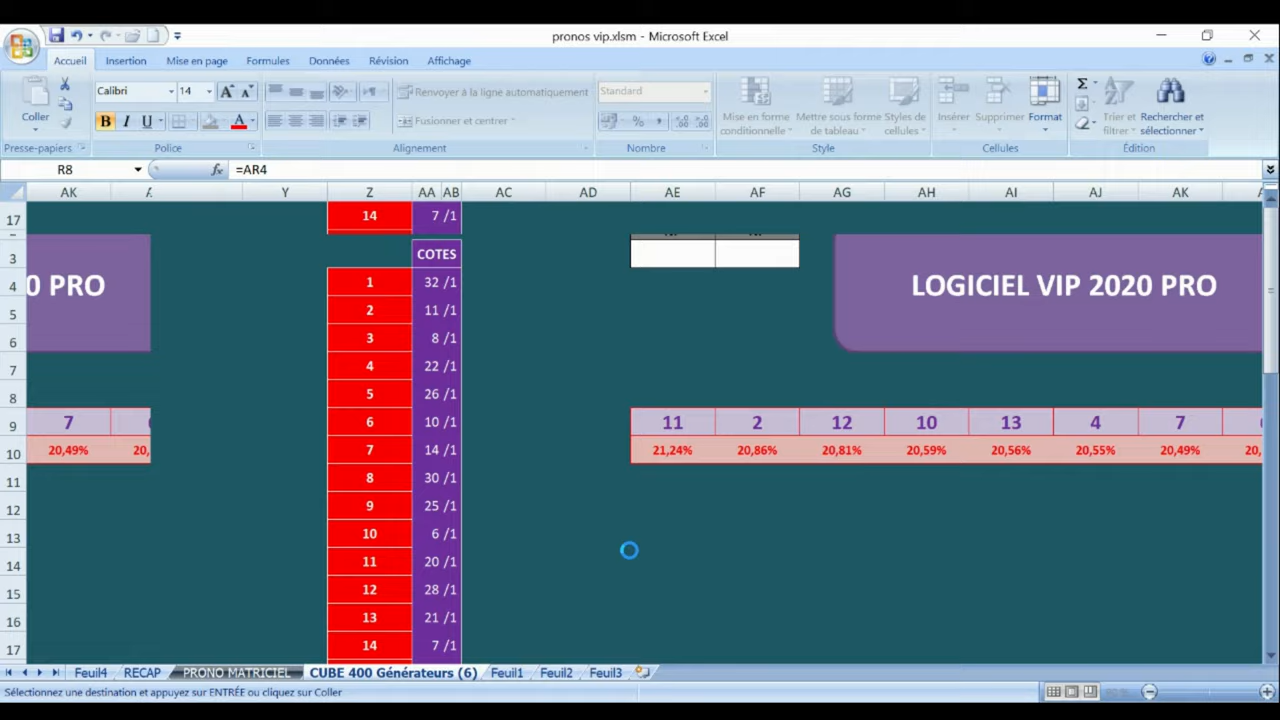 pronos vip.xlsm - Microsoft Excel
Accueil Insertion Mise en page Formules Données Révision Affichage
Calibri 14 Renvoyer à la ligne automatiquement Standard
Coller B I U A Fusionner et centrer % Mise en forme conditionnelle Mettre sous forme de tableau Styles de cellules Insérer Supprimer Format Σ Trier et filtrer Rechercher et sélectionner
Presse-papiers Police Alignement Nombre Style Cellules Édition
R8 fx =AR4
AK Y Z AA AB AC AD AE AF AG AH AI AJ AK
17 14 7 /1
3 COTES
4 0 PRO 1 32 /1 LOGICIEL VIP 2020 PRO
5 2 11 /1
6 3 8 /1
7 4 22 /1
8 5 26 /1
9 7 6 10 /1 11 2 12 10 13 4 7
10 20,49% 20, 7 14 /1 21,24% 20,86% 20,81% 20,59% 20,56% 20,55% 20,49% 20,
11 8 30 /1
12 9 25 /1
13 10 6 /1
14 11 20 /1
15 12 28 /1
16 13 21 /1
17 14 7 /1
Feuil4 RECAP PRONO MATRICIEL CUBE 400 Générateurs (6) Feuil1 Feuil2 Feuil3
Sélectionnez une destination et appuyez sur ENTRÉE ou cliquez sur Coller